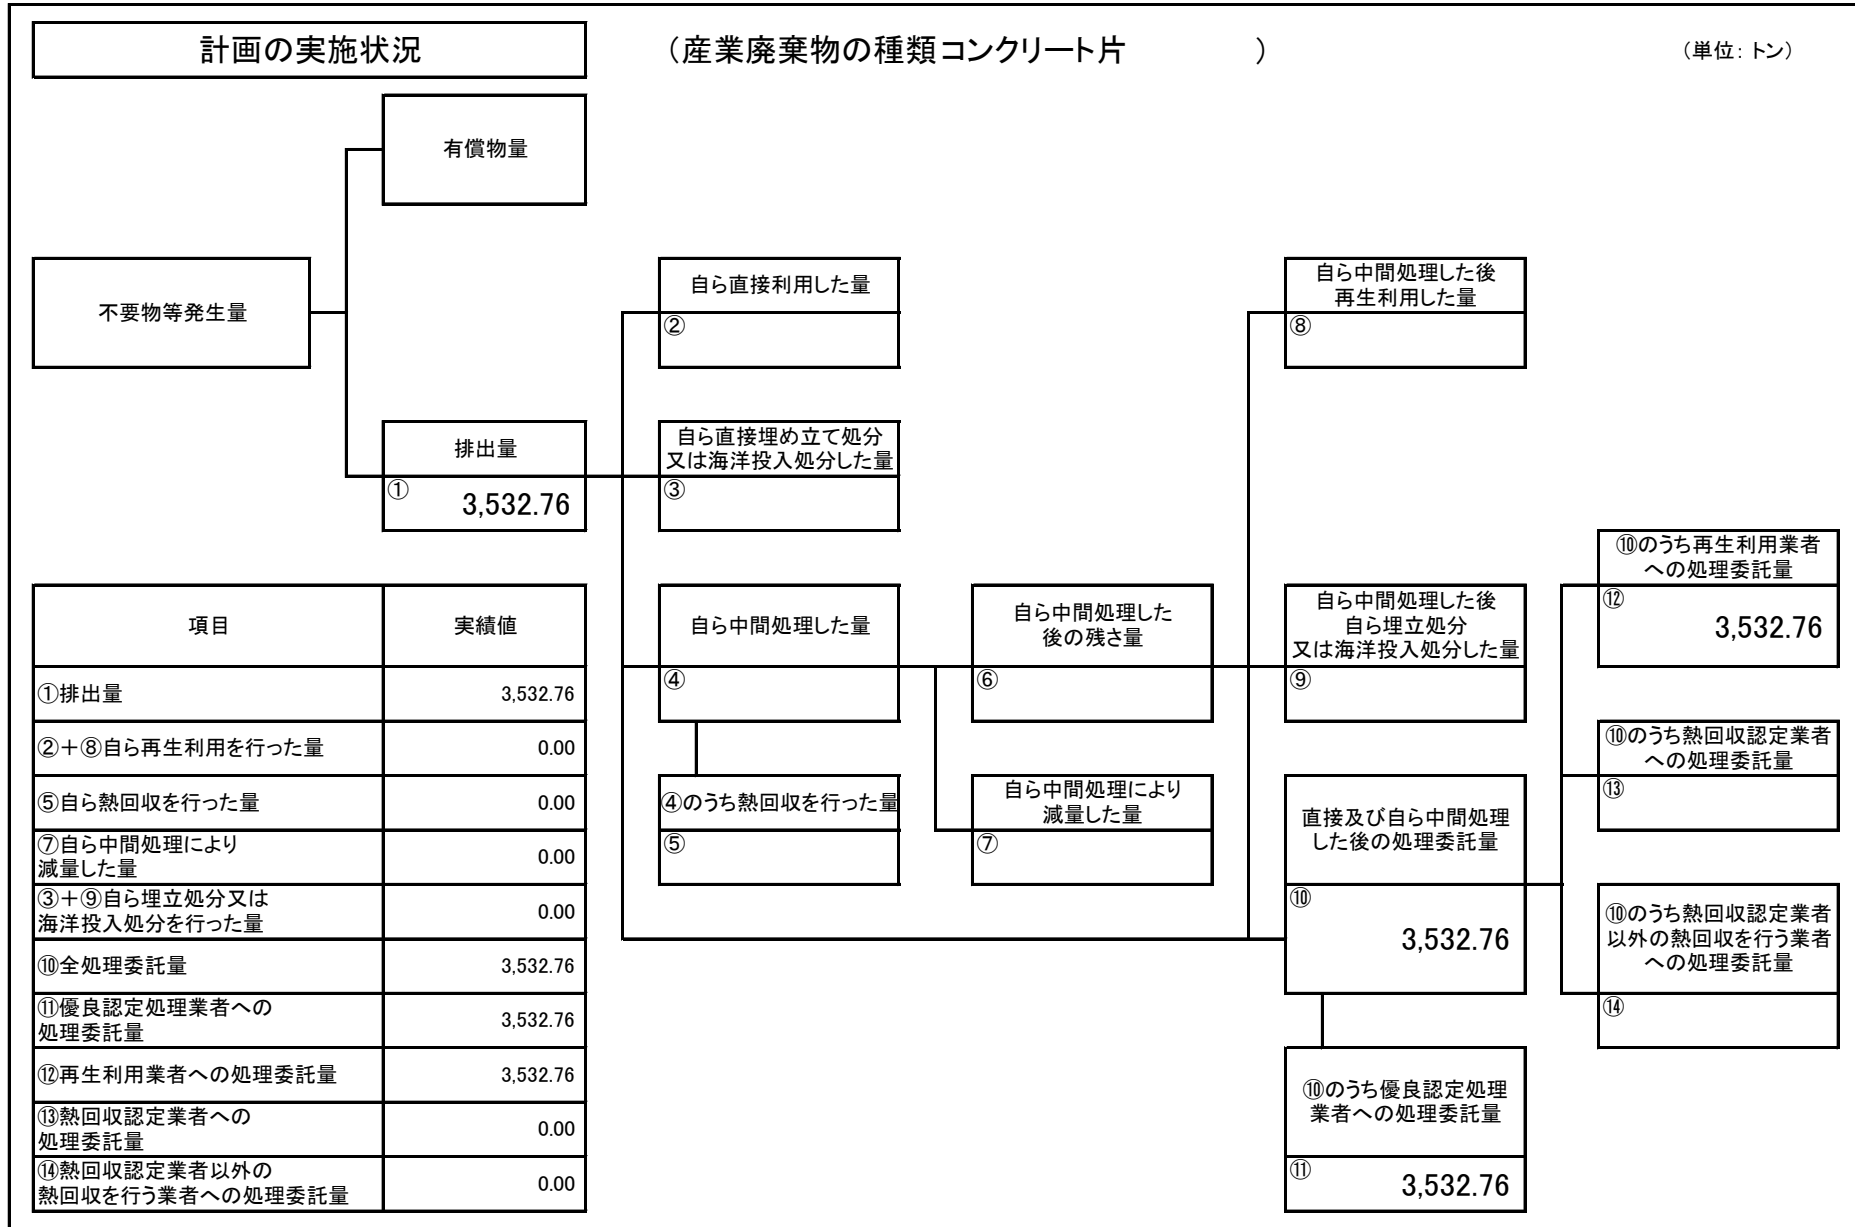 計画の実施状況
（産業廃棄物の種類コンクリート片　　　　）
（単位：トン）
有償物量
不要物等発生量
自ら直接利用した量
②
自ら中間処理した後
再生利用した量
⑧
排出量
①
3,532.76
自ら直接埋め立て処分
又は海洋投入処分した量
③
⑩のうち再生利用業者
への処理委託量
⑫
3,532.76
自ら中間処理した量
④
自ら中間処理した
後の残さ量
⑥
自ら中間処理した後
自ら埋立処分
又は海洋投入処分した量
⑨
⑩のうち熱回収認定業者
への処理委託量
⑬
④のうち熱回収を行った量
⑤
自ら中間処理により
減量した量
⑦
直接及び自ら中間処理
した後の処理委託量
⑩
3,532.76
⑩のうち熱回収認定業者
以外の熱回収を行う業者
への処理委託量
⑭
⑩のうち優良認定処理
業者への処理委託量
⑪
3,532.76
項目 実績値
①排出量 3,532.76
②＋⑧自ら再生利用を行った量 0.00
⑤自ら熱回収を行った量 0.00
⑦自ら中間処理により
減量した量 0.00
③＋⑨自ら埋立処分又は
海洋投入処分を行った量 0.00
⑩全処理委託量 3,532.76
⑪優良認定処理業者への
処理委託量 3,532.76
⑫再生利用業者への処理委託量 3,532.76
⑬熱回収認定業者への
処理委託量 0.00
⑭熱回収認定業者以外の
熱回収を行う業者への処理委託量 0.00